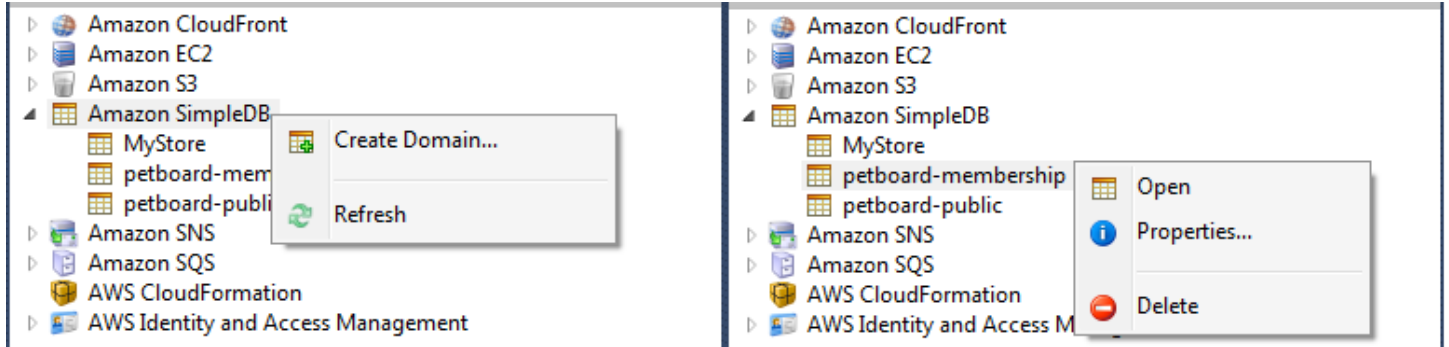 Amazon CloudFront
Amazon EC2
Amazon S3
Amazon SimpleDB
MyStore
petboard-mem
petboard-publi
Amazon SNS
Amazon SQS
AWS CloudFormation
AWS Identity and Access Management
Create Domain...
Refresh
Amazon CloudFront
Amazon EC2
Amazon S3
Amazon SimpleDB
MyStore
petboard-membership
petboard-public
Amazon SNS
Amazon SQS
AWS CloudFormation
AWS Identity and Access M
Open
Properties...
Delete